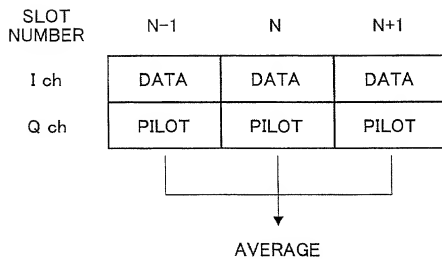 SLOT
NUMBER N-1 N N+1
I ch DATA DATA DATA
Q ch PILOT PILOT PILOT
AVERAGE